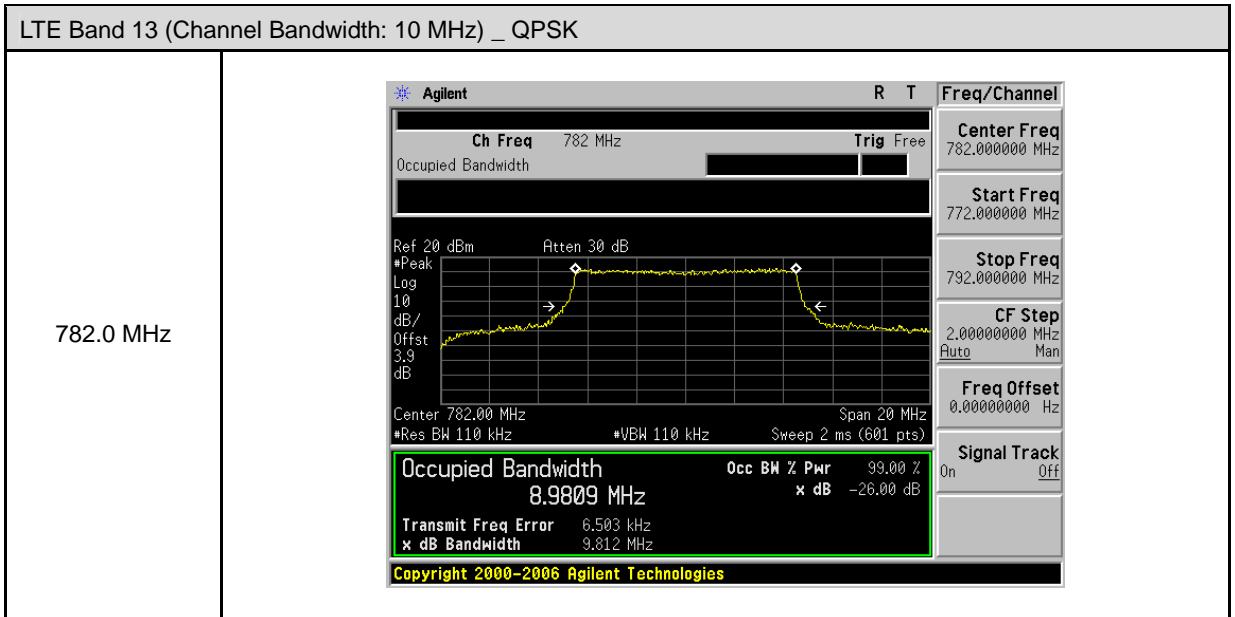 LTE Band 13 (Channel Bandwidth: 10 MHz) _ QPSK
782.0 MHz
Agilent R T
Ch Freq 782 MHz Trig Free
Occupied Bandwidth
Ref 20 dBm Atten 30 dB
#Peak
Log
10
dB/
Offst
3.9
dB
Center 782.00 MHz Span 20 MHz
#Res BW 110 kHz #VBW 110 kHz Sweep 2 ms (601 pts)
Occupied Bandwidth Occ BW % Pwr 99.00 %
8.9809 MHz x dB -26.00 dB
Transmit Freq Error 6.503 kHz
x dB Bandwidth 9.812 MHz
Copyright 2000-2006 Agilent Technologies
Freq/Channel
Center Freq
782.000000 MHz
Start Freq
772.000000 MHz
Stop Freq
792.000000 MHz
CF Step
2.00000000 MHz
Auto Man
Freq Offset
0.00000000 Hz
Signal Track
On Off